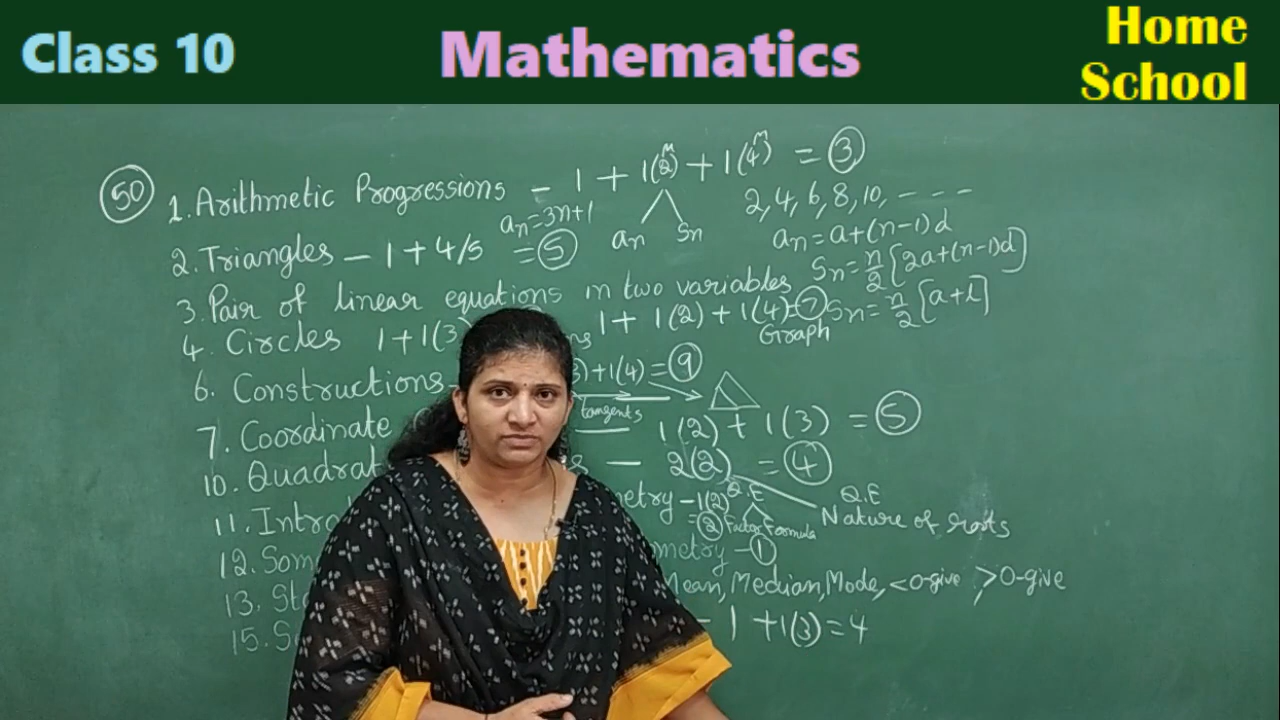 Class 10
Mathematics
Home
School
50
1. Arithmetic Progressions - 1 + 1(2) + 1(4) = 3
an = 3n+1
an Sn
2, 4, 6, 8, 10, - - -
an = a+(n-1)d
2. Triangles - 1 + 4/5 = 5
Sn = n/2 [2a+(n-1)d]
3. Pair of linear equations in two variables
1 + 1(2) + 1(4) = 7
Sn = n/2 [a+l]
Graph
4. Circles 1+1(3)
6. Constructions
+1(4) = 9
tangents
7. Coordinate - 1(2) + 1(3) = 5
10. Quadrat - 2(2) = 4
Q.E
Nature of roots
11. Intro metry - 1(2)
= 2
Q.E
Factor Formula
12. Som metry - 1
13. Sta Mean, Median, Mode, <O-give, >O-give
15. S - 1 + 1(3) = 4